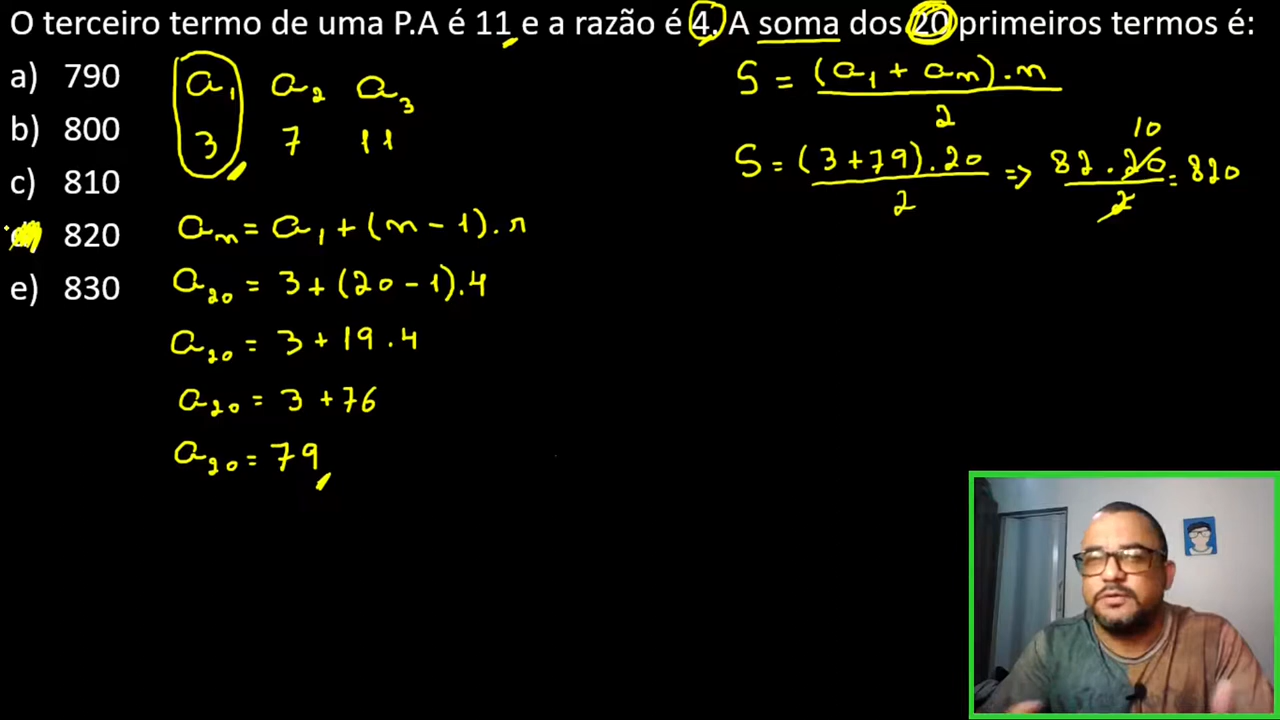 O terceiro termo de uma P.A é 11 e a razão é 4. A soma dos 20 primeiros termos é:
a) 790
b) 800
c) 810
820
e) 830
a₁ a₂ a₃
3 7 11
aₙ = a₁ + (n - 1).r
a₂₀ = 3 + (20 - 1).4
a₂₀ = 3 + 19.4
a₂₀ = 3 + 76
a₂₀ = 79
S = (a₁ + aₙ).n / 2
S = (3 + 79).20 / 2 => 82.20 / 2 = 820
10